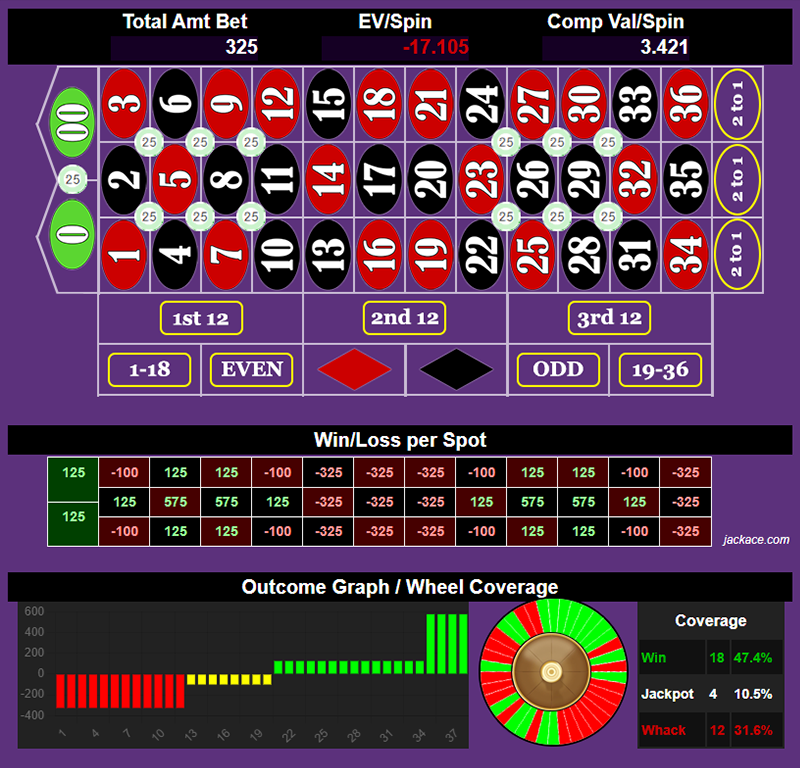 Total Amt Bet EV/Spin Comp Val/Spin
325 -17.105 3.421
00 3 6 9 12 15 18 21 24 27 30 33 36 2 to 1
25 25 25 25 25 25
25 2 5 8 11 14 17 20 23 26 29 32 35 2 to 1
25 25 25 25 25 25
0 1 4 7 10 13 16 19 22 25 28 31 34 2 to 1
1st 12 2nd 12 3rd 12
1-18 EVEN ODD 19-36
Win/Loss per Spot
125 -100 125 125 -100 -325 -325 -325 -100 125 125 -100 -325
125 575 575 125 -325 -325 -325 125 575 575 125 -325
125 -100 125 125 -100 -325 -325 -325 -100 125 125 -100 -325
jackace.com
Outcome Graph / Wheel Coverage
600
400
200
0
-200
-400
1 4 7 10 13 16 19 22 25 28 31 34 37
Coverage
Win 18 47.4%
Jackpot 4 10.5%
Whack 12 31.6%